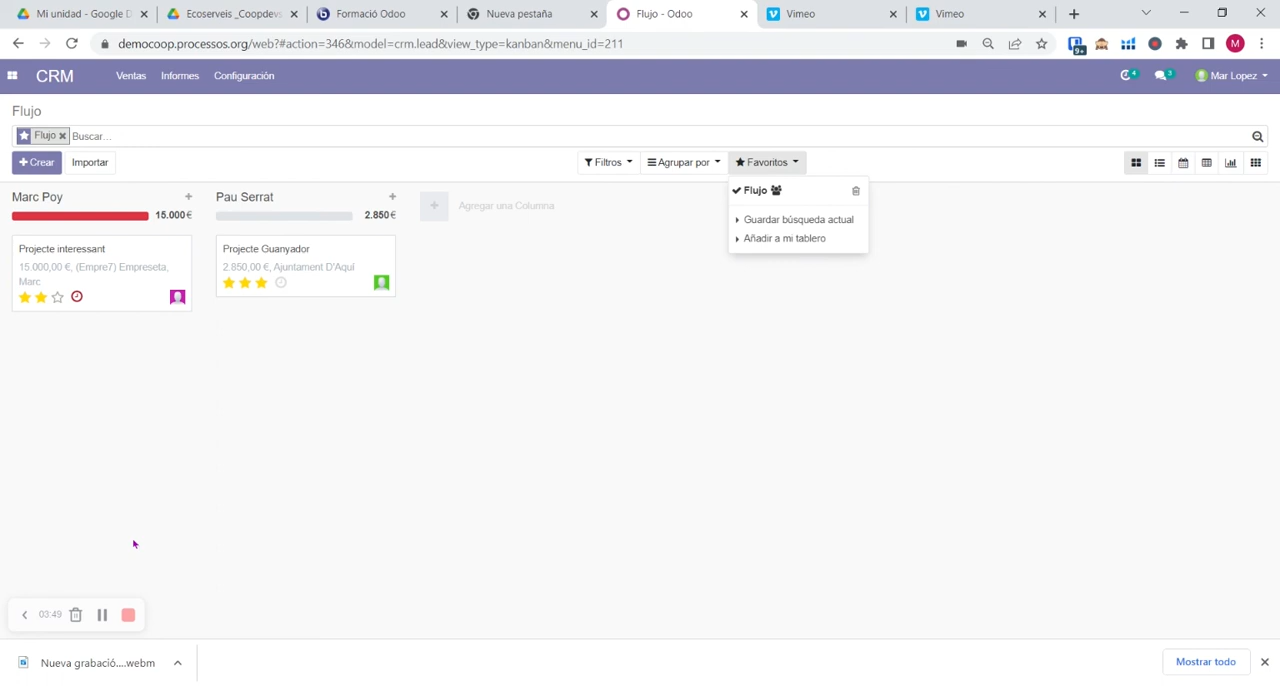 Mi unidad - Google D
Ecoserveis _Coopdevs
Formació Odoo
Nueva pestaña
Flujo - Odoo
Vimeo
Vimeo
democoop.processos.org/web?#action=346&model=crm.lead&view_type=kanban&menu_id=211
9+
M
CRM
Ventas
Informes
Configuración
4
3
Mar Lopez
Flujo
Flujo
Buscar...
Crear
Importar
Filtros
Agrupar por
Favoritos
Flujo
Guardar búsqueda actual
Añadir a mi tablero
Marc Poy
15.000€
Pau Serrat
2.850€
Agregar una Columna
Projecte interessant
15.000,00 €, (Empre7) Empreseta,
Marc
Projecte Guanyador
2.850,00 €, Ajuntament D'Aquí
03:49
Nueva grabació....webm
Mostrar todo